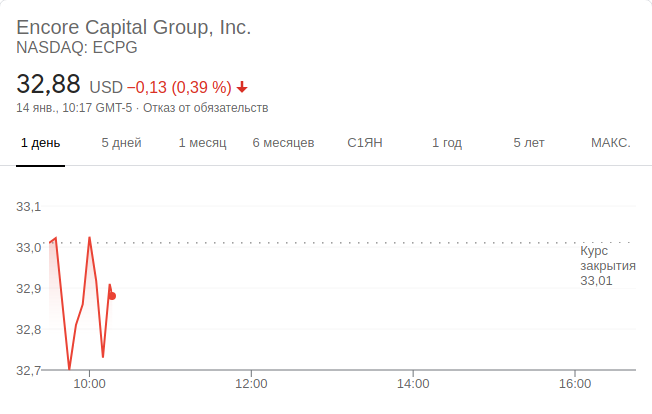 Encore Capital Group, Inc.
NASDAQ: ECPG
32,88 USD −0,13 (0,39 %)
14 янв., 10:17 GMT-5 · Отказ от обязательств
1 день 5 дней 1 месяц 6 месяцев С1ЯН 1 год 5 лет МАКС.
33,1
33,0
Курс
закрытия
33,01
32,9
32,8
32,7
10:00 12:00 14:00 16:00